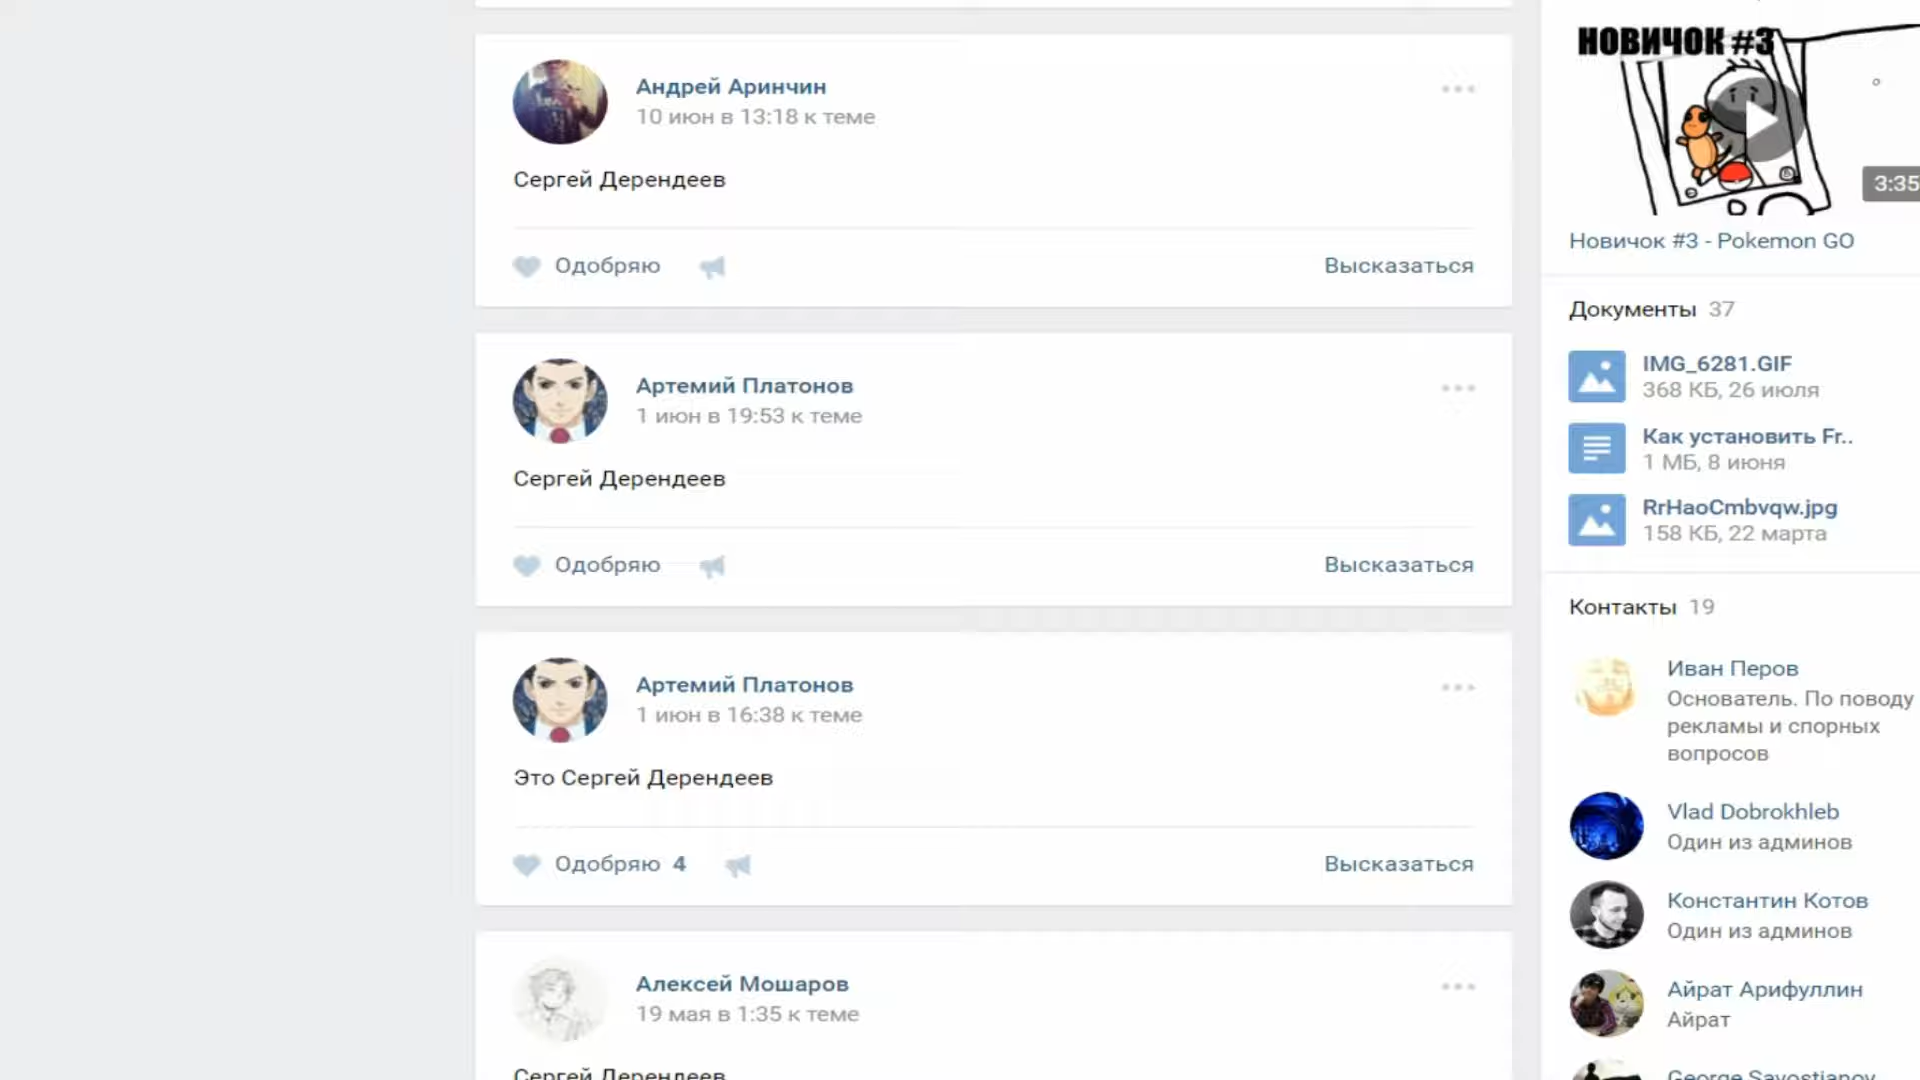 Андрей Аринчин
10 июн в 13:18 к теме
Сергей Дерендеев
Одобряю
Высказаться
Артемий Платонов
1 июн в 19:53 к теме
Сергей Дерендеев
Одобряю
Высказаться
Артемий Платонов
1 июн в 16:38 к теме
Это Сергей Дерендеев
Одобряю 4
Высказаться
Алексей Мошаров
19 мая в 1:35 к теме
Сергей Дерендеев
НОВИЧОК #3
3:35
Новичок #3 - Pokemon GO
Документы 37
IMG_6281.GIF
368 КБ, 26 июля
Как установить Fr..
1 МБ, 8 июня
RrHaoCmbvqw.jpg
158 КБ, 22 марта
Контакты 19
Иван Перов
Основатель. По поводу
рекламы и спорных
вопросов
Vlad Dobrokhleb
Один из админов
Константин Котов
Один из админов
Айрат Арифуллин
Айрат
George Savostianov